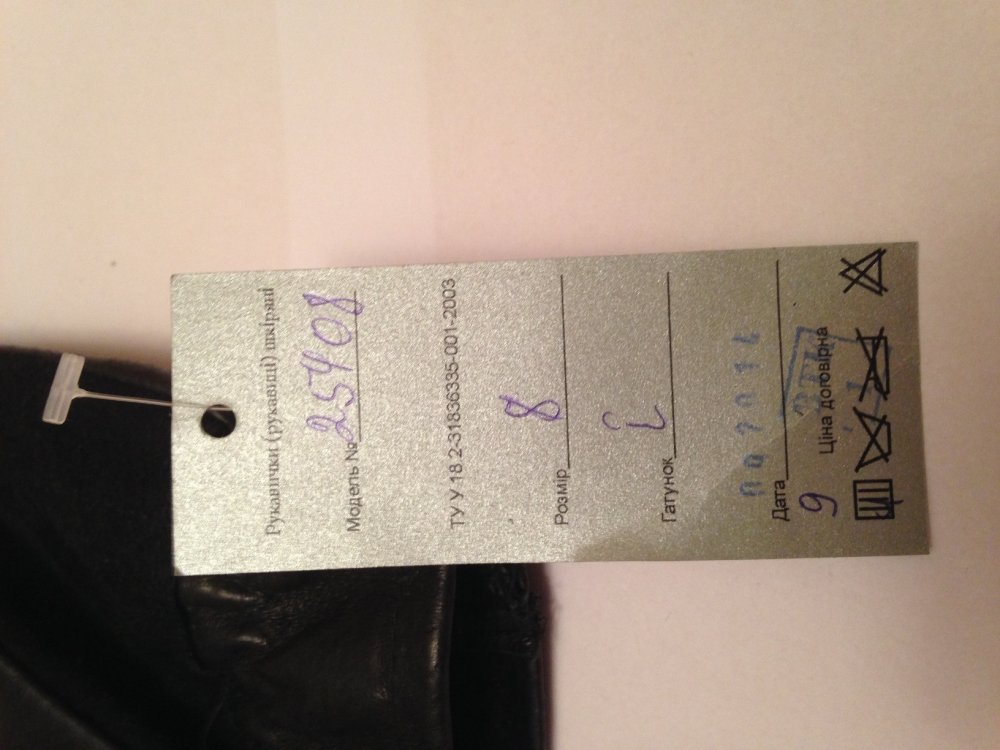 Рукавички (рукавиці) шкіряні
Модель № 25408
ТУ У 18.2-31836335-001-2003
Розмір 8
Гатунок І
Дата
9 Ціна договірна